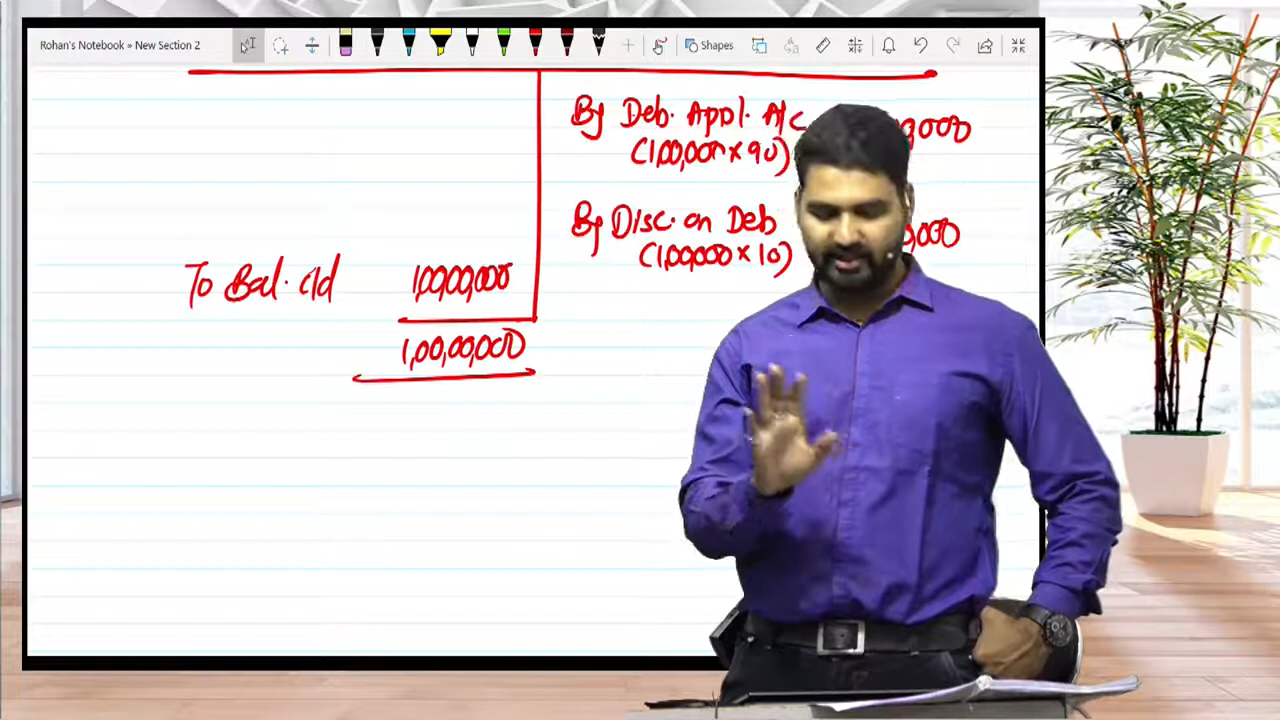 Rohan's Notebook » New Section 2
Shapes
By Deb. Appl. A/c
(1,00,000 × 90)
By Disc. on Deb
(1,00,000 × 10)
To Bal. c/d 1,00,00,000
1,00,00,000